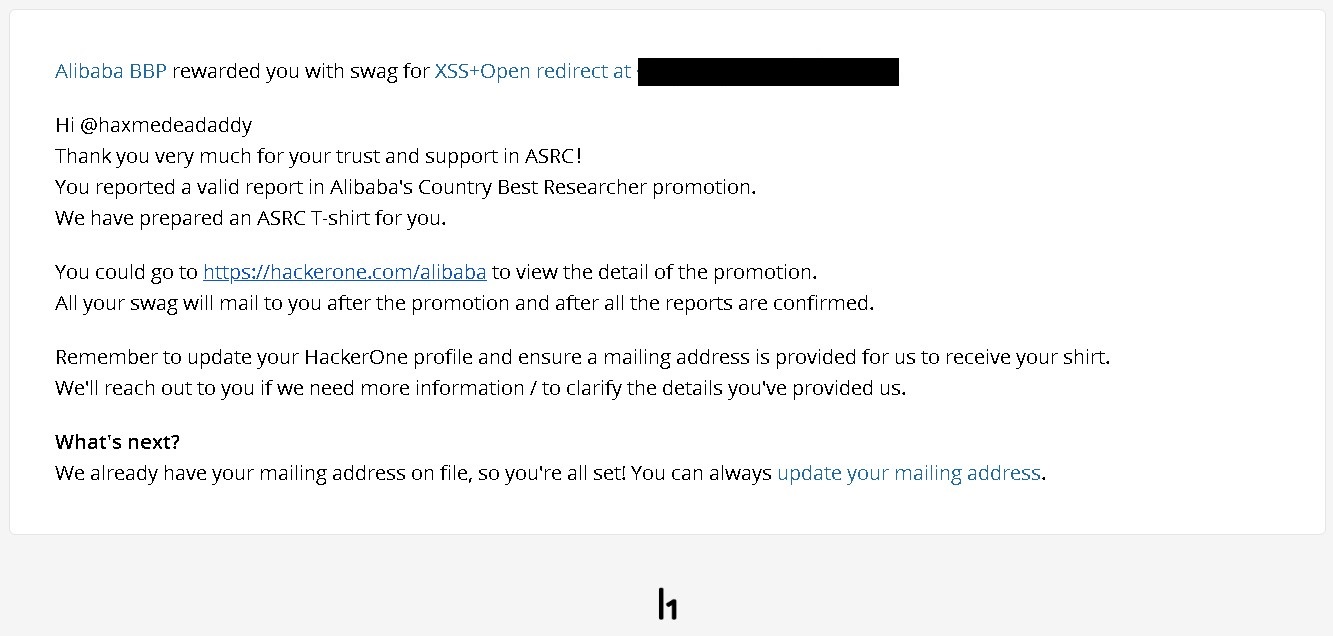 Alibaba BBP rewarded you with swag for XSS+Open redirect at
Hi @haxmedeadaddy
Thank you very much for your trust and support in ASRC!
You reported a valid report in Alibaba's Country Best Researcher promotion.
We have prepared an ASRC T-shirt for you.
You could go to https://hackerone.com/alibaba to view the detail of the promotion.
All your swag will mail to you after the promotion and after all the reports are confirmed.
Remember to update your HackerOne profile and ensure a mailing address is provided for us to receive your shirt.
We'll reach out to you if we need more information / to clarify the details you've provided us.
What's next?
We already have your mailing address on file, so you're all set! You can always update your mailing address.
h1